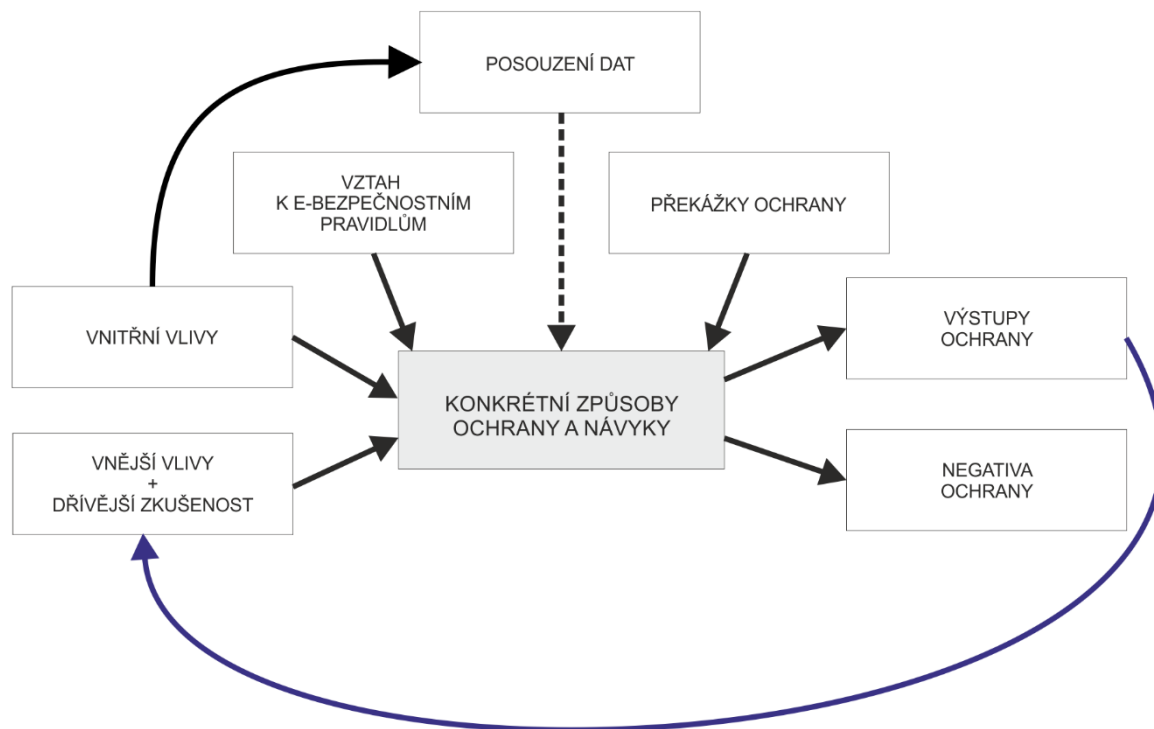 POSOUZENÍ DAT
VZTAH
K E-BEZPEČNOSTNÍM
PRAVIDLŮM
PŘEKÁŽKY OCHRANY
VNITŘNÍ VLIVY
VÝSTUPY
OCHRANY
KONKRÉTNÍ ZPŮSOBY
OCHRANY A NÁVYKY
VNĚJŠÍ VLIVY
+
DŘÍVĚJŠÍ ZKUŠENOST
NEGATIVA
OCHRANY